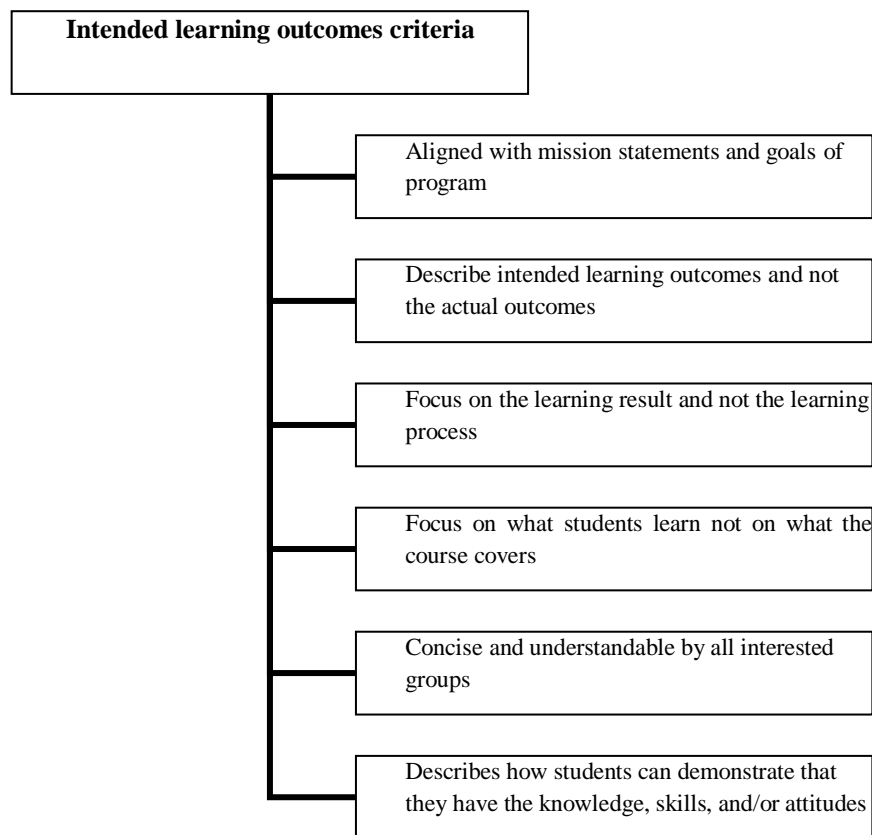 Intended learning outcomes criteria
Aligned with mission statements and goals of
program
Describe intended learning outcomes and not
the actual outcomes
Focus on the learning result and not the learning
process
Focus on what students learn not on what the
course covers
Concise and understandable by all interested
groups
Describes how students can demonstrate that
they have the knowledge, skills, and/or attitudes